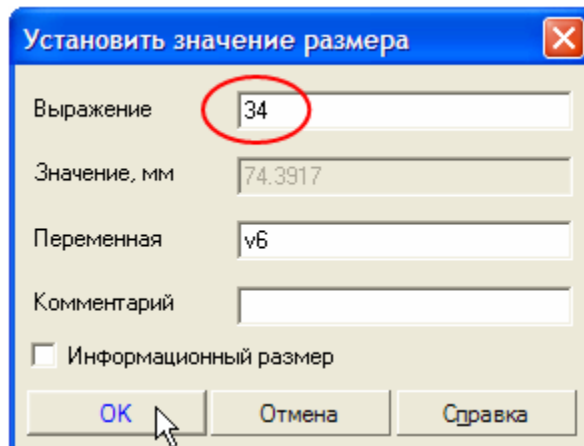 Установить значение размера
Выражение 34
Значение, мм 74.3917
Переменная v6
Комментарий
Информационный размер
OK Отмена Справка